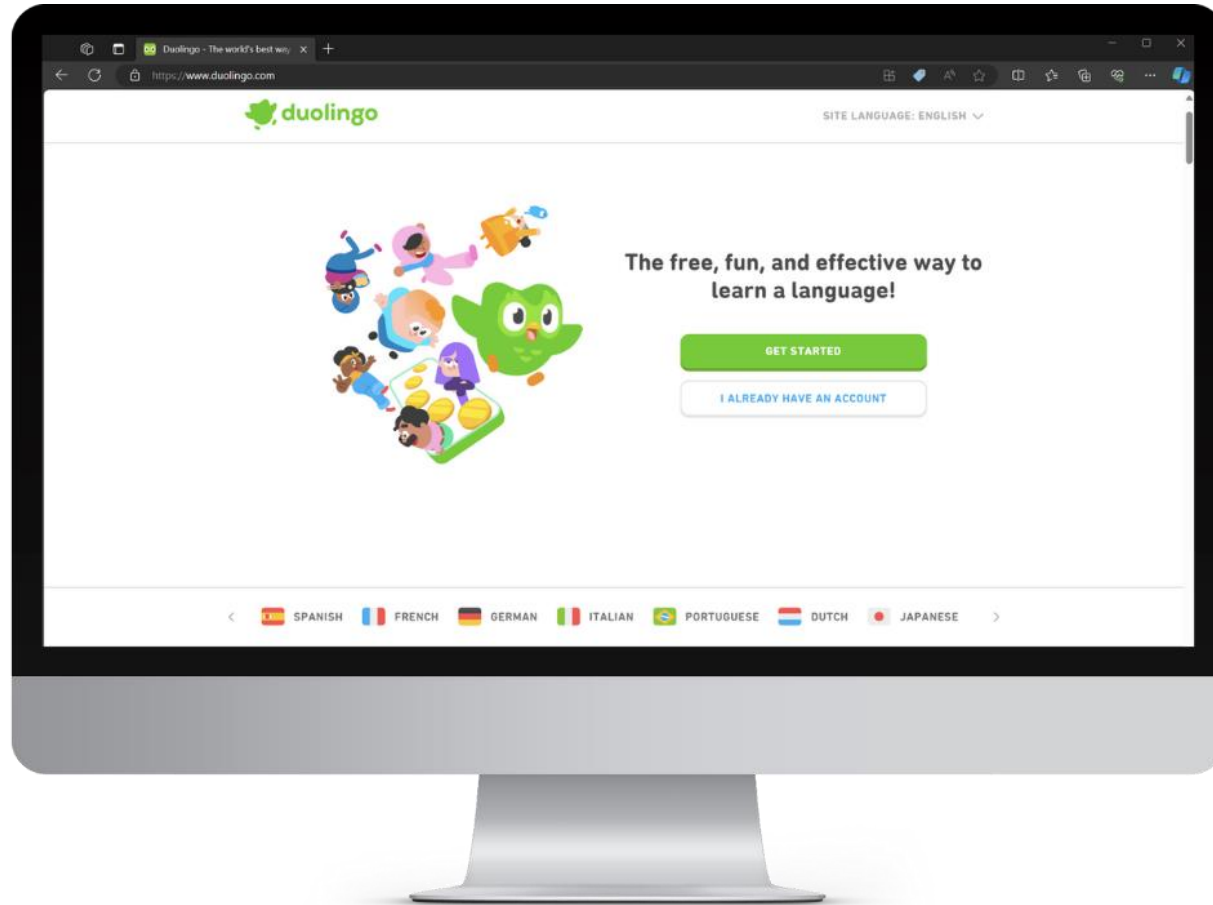 Duolingo - The world's best way
https://www.duolingo.com
duolingo
SITE LANGUAGE: ENGLISH
The free, fun, and effective way to
learn a language!
GET STARTED
I ALREADY HAVE AN ACCOUNT
SPANISH FRENCH GERMAN ITALIAN PORTUGUESE DUTCH JAPANESE